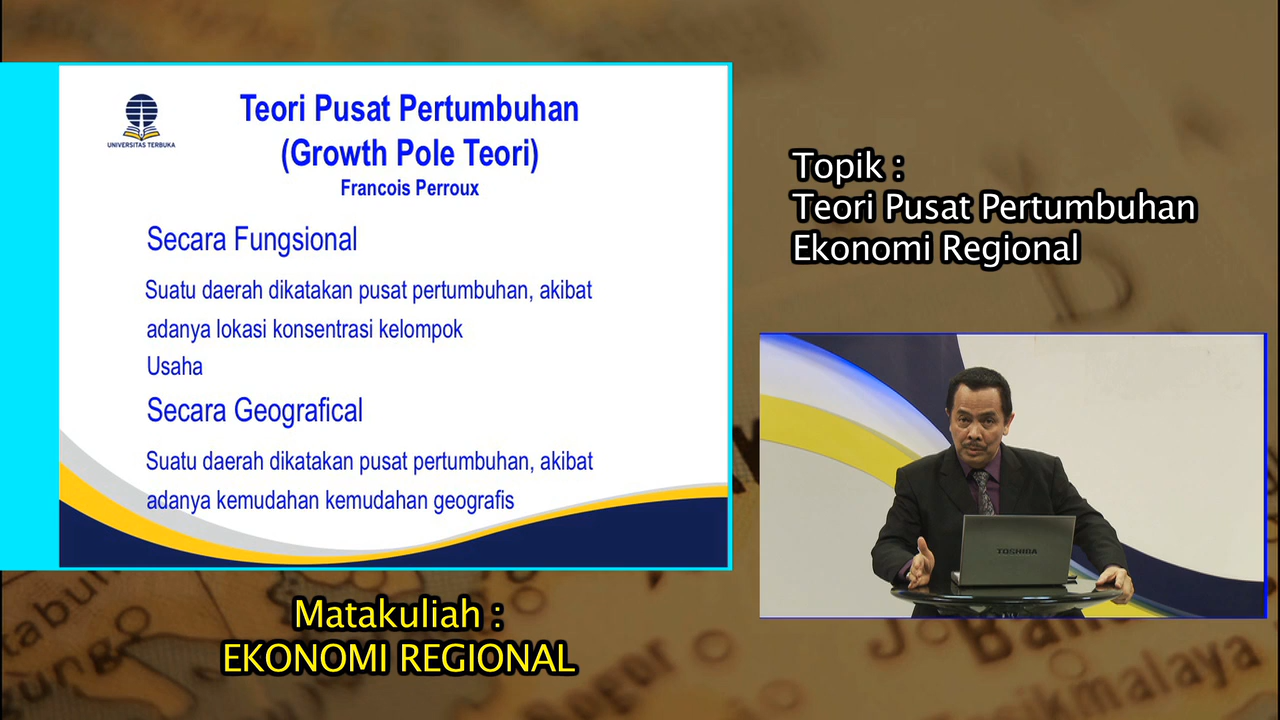 UNIVERSITAS TERBUKA
Teori Pusat Pertumbuhan
(Growth Pole Teori)
Francois Perroux
Secara Fungsional
Suatu daerah dikatakan pusat pertumbuhan, akibat
adanya lokasi konsentrasi kelompok
Usaha
Secara Geografical
Suatu daerah dikatakan pusat pertumbuhan, akibat
adanya kemudahan kemudahan geografis
Topik :
Teori Pusat Pertumbuhan
Ekonomi Regional
TOSHIBA
Matakuliah :
EKONOMI REGIONAL
Bogor
Tasikmalaya